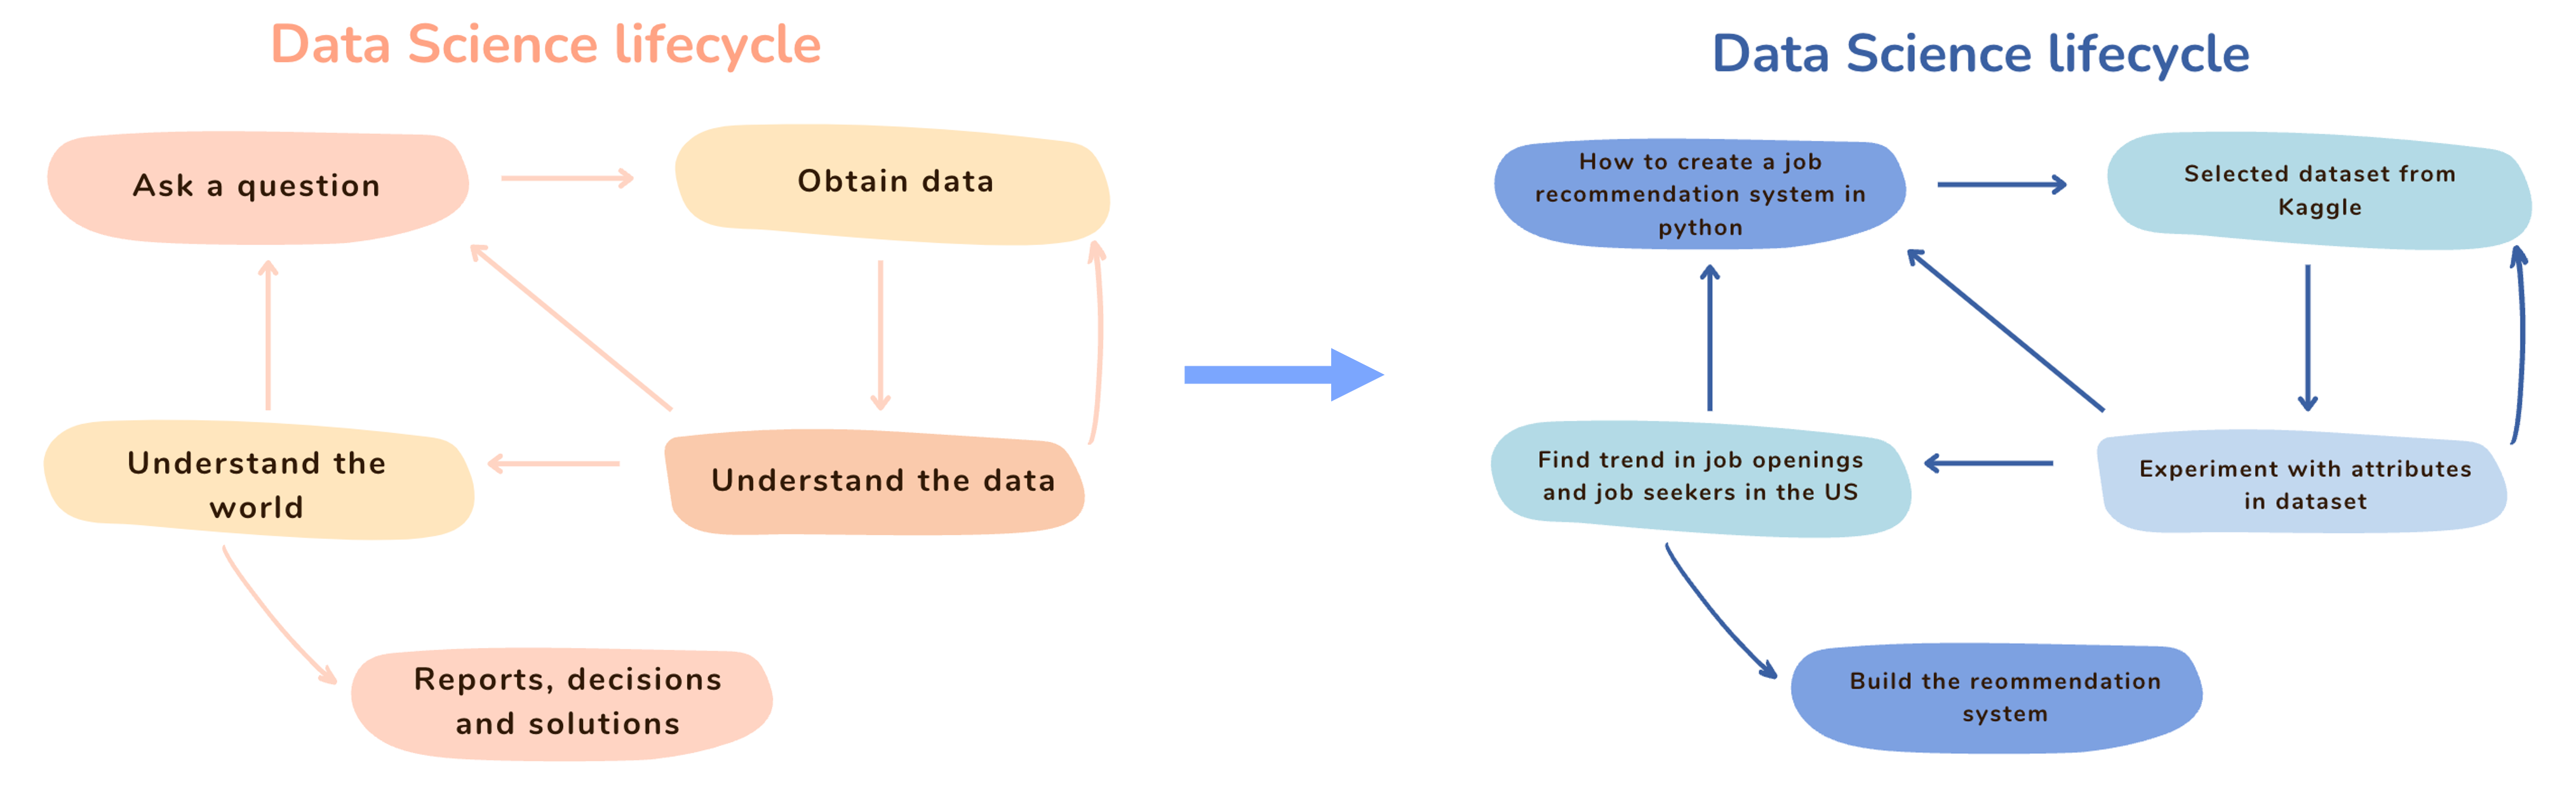 Data Science lifecycle
Ask a question
Obtain data
Understand the
world
Understand the data
Reports, decisions
and solutions
Data Science lifecycle
How to create a job
recommendation system in
python
Selected dataset from
Kaggle
Find trend in job openings
and job seekers in the US
Experiment with attributes
in dataset
Build the reommendation
system